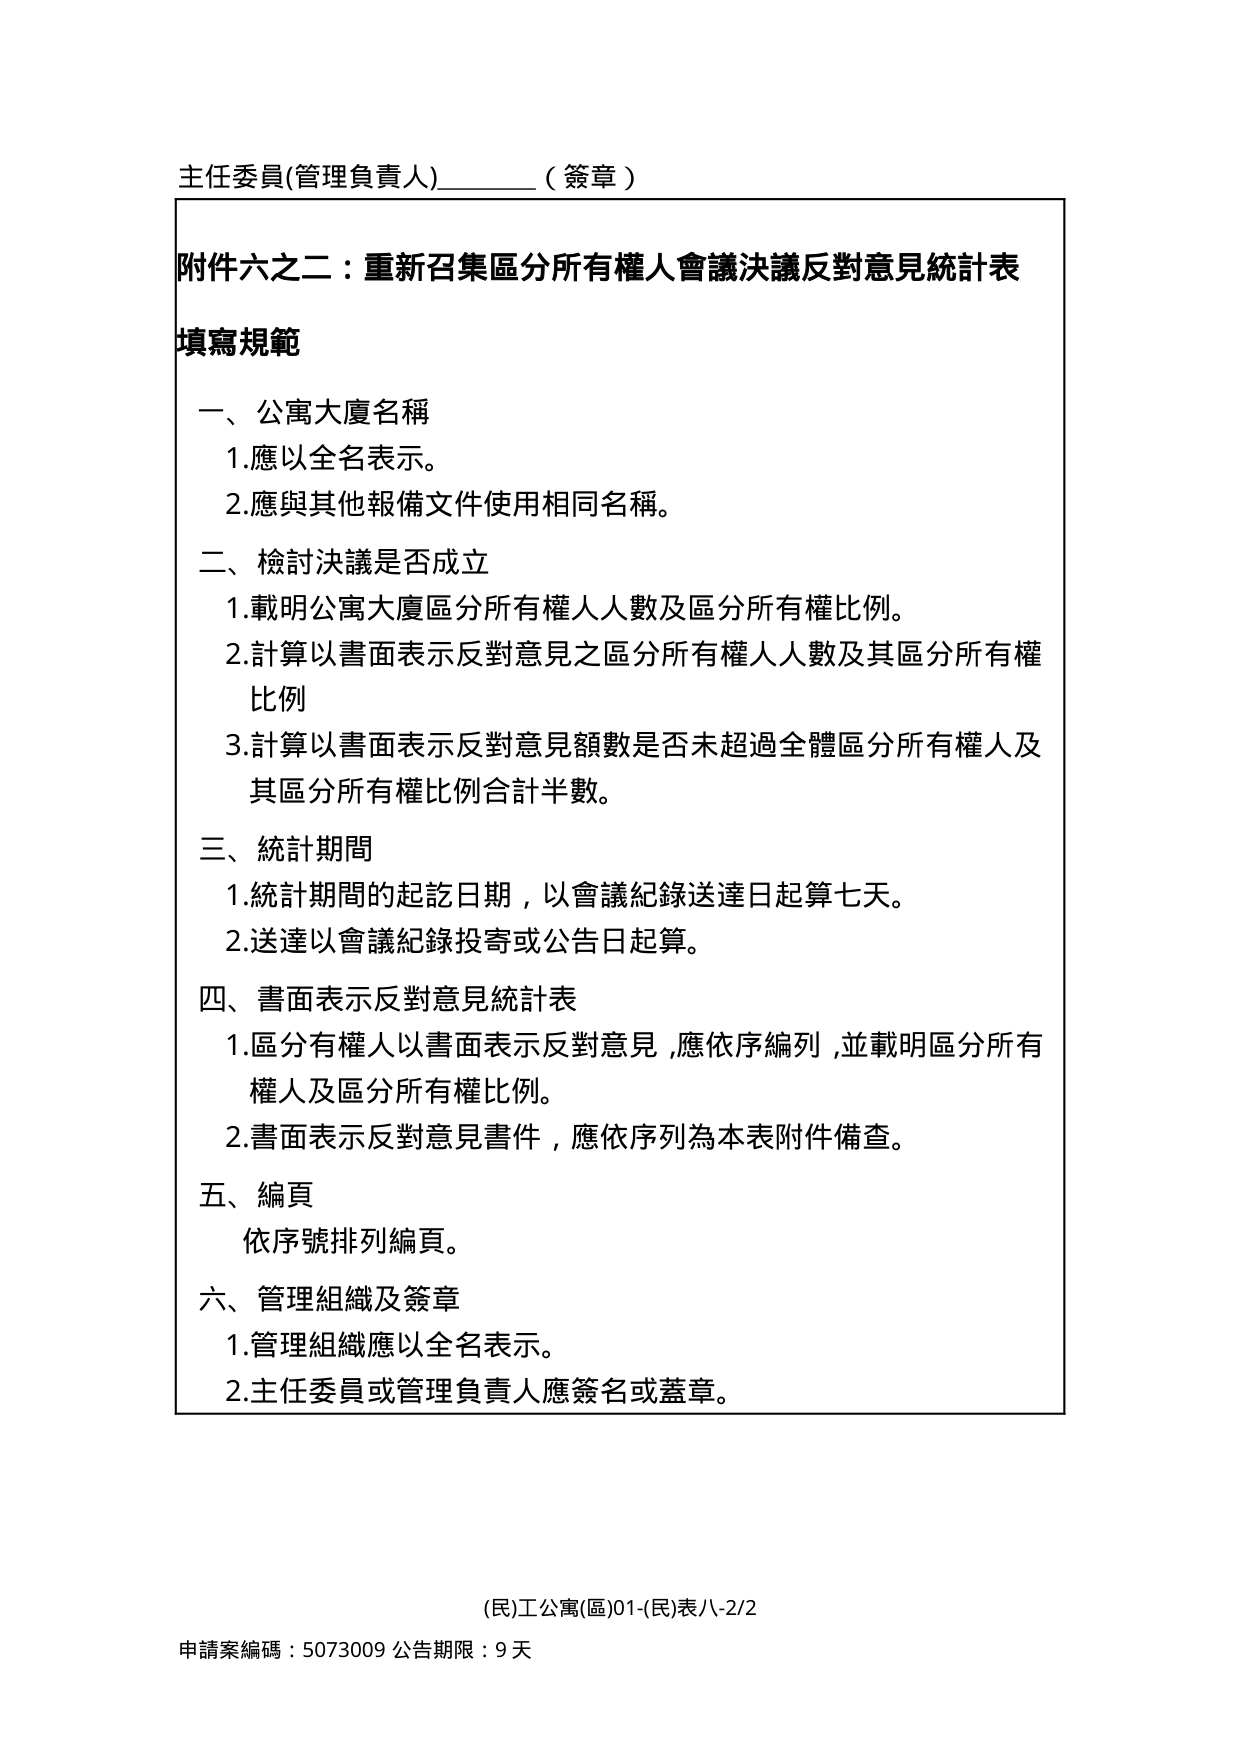 主任委員(管理負責人)_______（簽章）
附件六之二：重新召集區分所有權人會議決議反對意見統計表
填寫規範
一、公寓大廈名稱
1.應以全名表示。
2.應與其他報備文件使用相同名稱。
二、檢討決議是否成立
1.載明公寓大廈區分所有權人人數及區分所有權比例。
2.計算以書面表示反對意見之區分所有權人人數及其區分所有權
比例
3.計算以書面表示反對意見額數是否未超過全體區分所有權人及
其區分所有權比例合計半數。
三、統計期間
1.統計期間的起訖日期，以會議紀錄送達日起算七天。
2.送達以會議紀錄投寄或公告日起算。
四、書面表示反對意見統計表
1.區分有權人以書面表示反對意見,應依序編列,並載明區分所有
權人及區分所有權比例。
2.書面表示反對意見書件，應依序列為本表附件備查。
五、編頁
依序號排列編頁。
六、管理組織及簽章
1.管理組織應以全名表示。
2.主任委員或管理負責人應簽名或蓋章。
(民)工公寓(區)01-(民)表八-2/2
申請案編碼：5073009 公告期限：9 天